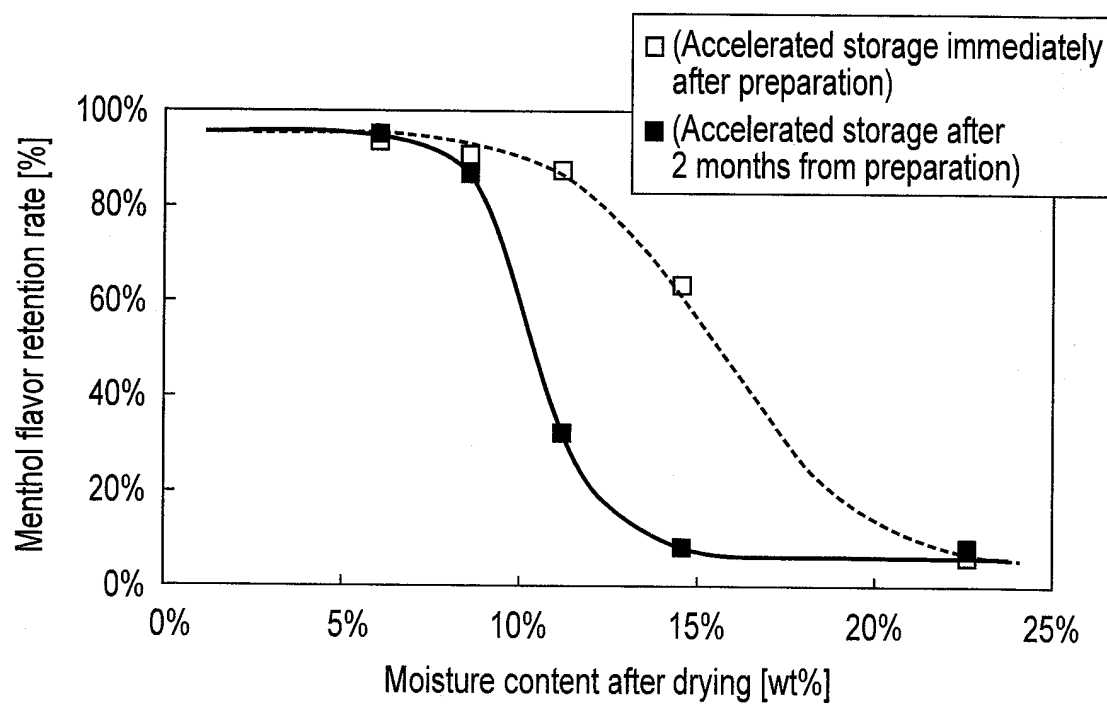 □ (Accelerated storage immediately
after preparation)
■ (Accelerated storage after
2 months from preparation)
100%
80%
60%
40%
20%
0%
Menthol flavor retention rate [%]
0% 5% 10% 15% 20% 25%
Moisture content after drying [wt%]